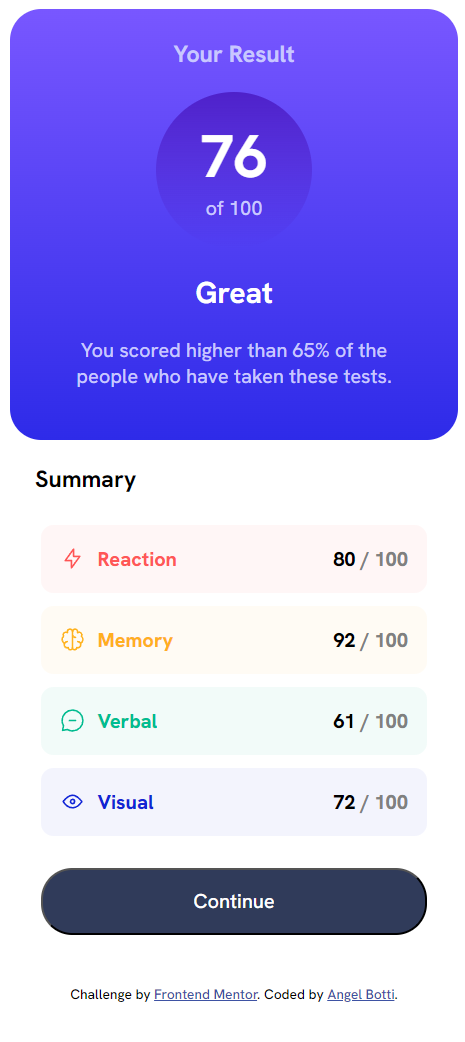 Your Result
76
of 100
Great
You scored higher than 65% of the
people who have taken these tests.
Summary
Reaction 80 / 100
Memory 92 / 100
Verbal 61 / 100
Visual 72 / 100
Continue
Challenge by Frontend Mentor. Coded by Angel Botti.